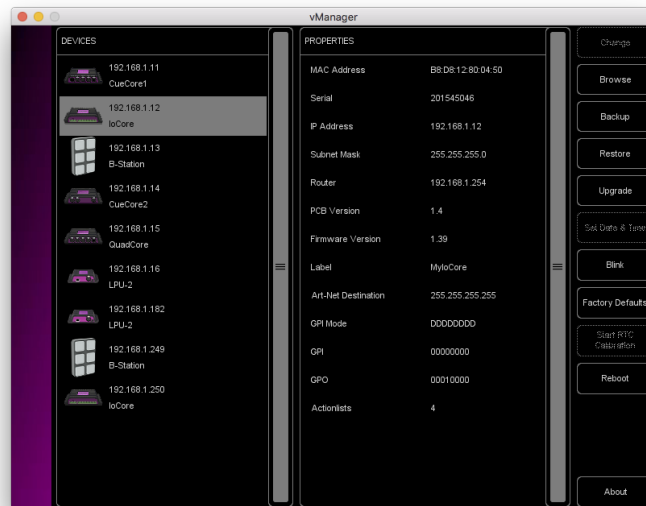 vManager
DEVICES
192.168.1.11
CueCore1
192.168.1.12
IoCore
192.168.1.13
B-Station
192.168.1.14
CueCore2
192.168.1.15
QuadCore
192.168.1.16
LPU-2
192.168.1.182
LPU-2
192.168.1.249
B-Station
192.168.1.250
IoCore
PROPERTIES
MAC Address B8:D8:12:80:04:50
Serial 201545046
IP Address 192.168.1.12
Subnet Mask 255.255.255.0
Router 192.168.1.254
PCB Version 1.4
Firmware Version 1.39
Label MyIoCore
Art-Net Destination 255.255.255.255
GPI Mode DDDDDDDD
GPI 00000000
GPO 00010000
Actionlists 4
Change
Browse
Backup
Restore
Upgrade
Set Date & Time
Blink
Factory Defaults
Start RTC
Calibration
Reboot
About